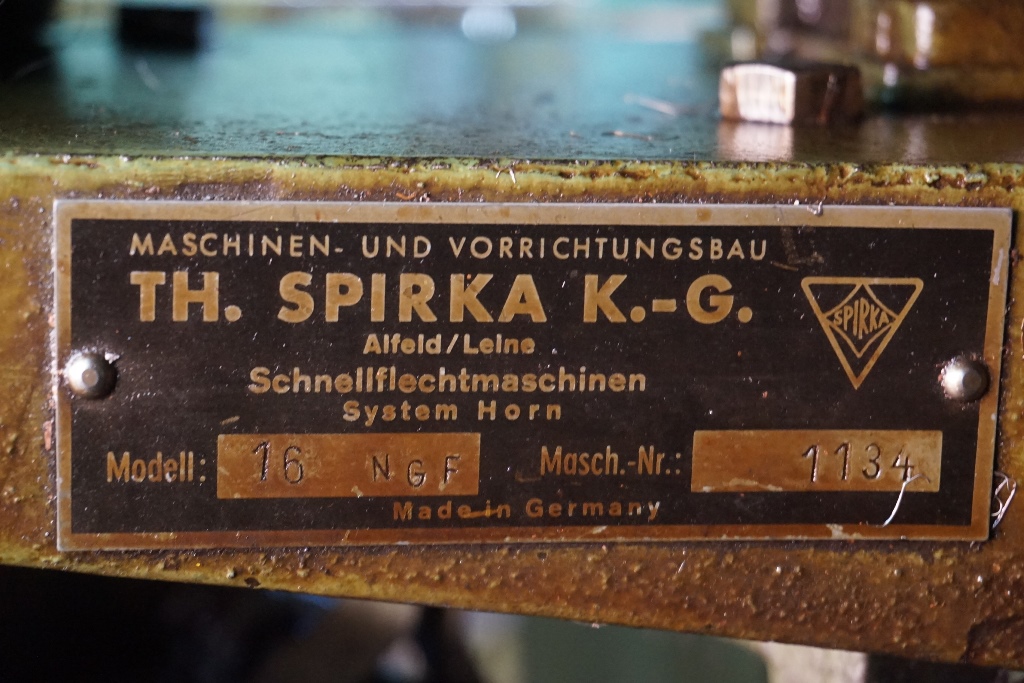 MASCHINEN- UND VORRICHTUNGSBAU
TH. SPIRKA K.-G.
SPIRKA
Alfeld/Leine
Schnellflechtmaschinen
System Horn
Modell: 16 NGF Masch.-Nr.: 1134
Made in Germany